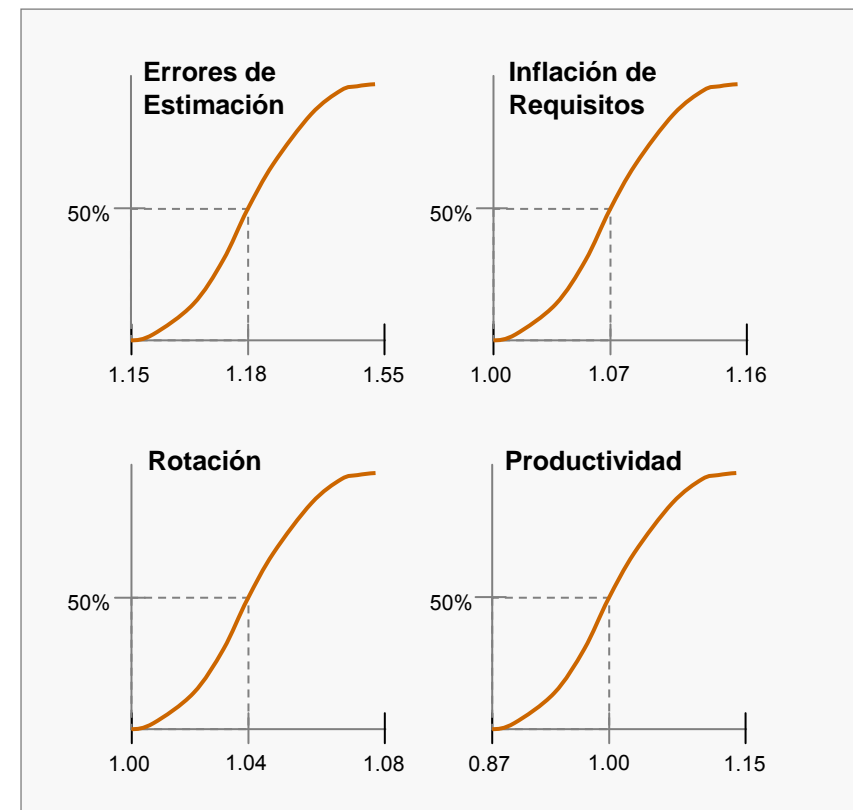 Errores de
Estimación
50%
1.15 1.18 1.55
Inflación de
Requisitos
50%
1.00 1.07 1.16
Rotación
50%
1.00 1.04 1.08
Productividad
50%
0.87 1.00 1.15